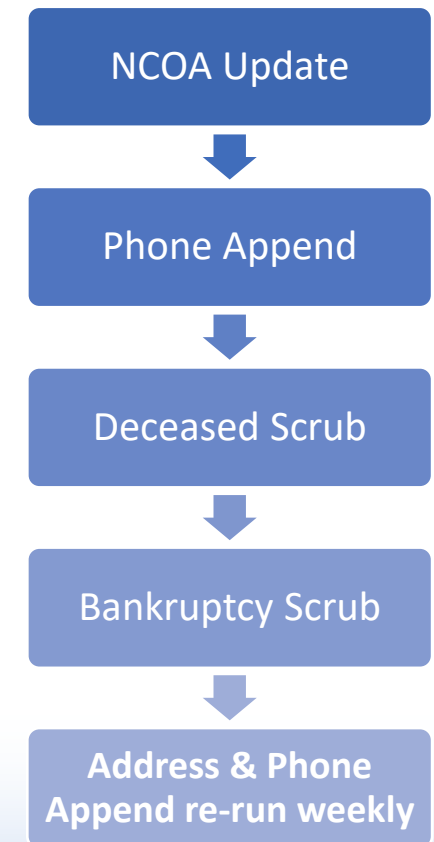 NCOA Update
Phone Append
Deceased Scrub
Bankruptcy Scrub
Address & Phone
Append re-run weekly